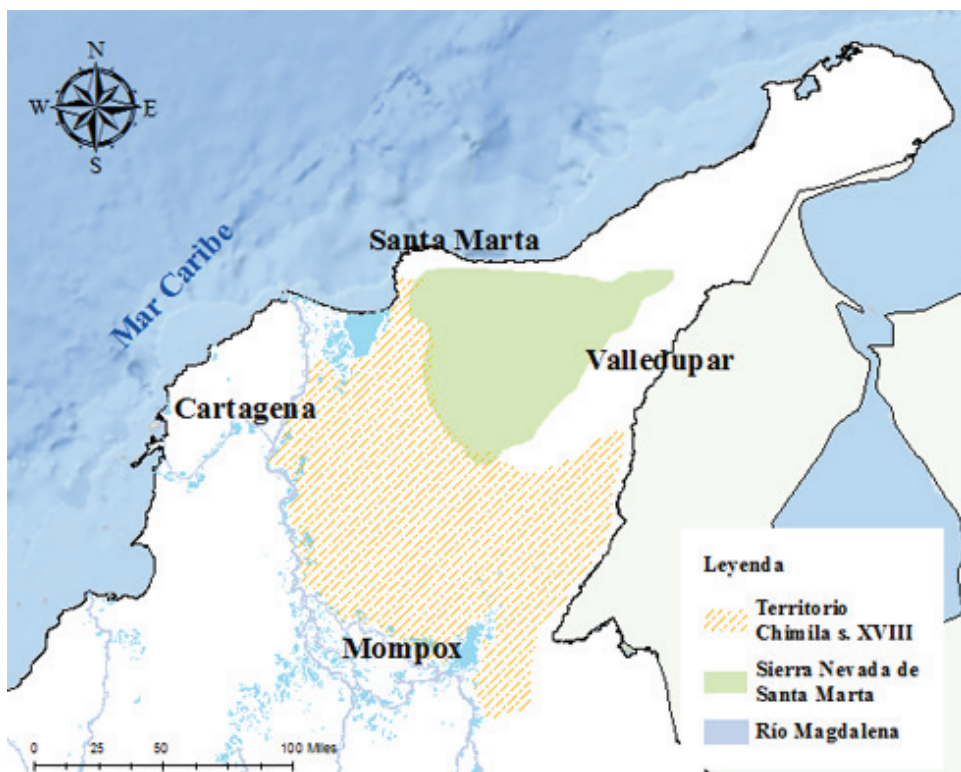 N
W E
S
Mar Caribe
Santa Marta
Valledupar
Cartagena
Mompox
Leyenda
Territorio
Chimila s. XVIII
Sierra Nevada de
Santa Marta
Río Magdalena
0 25 50 100 Miles